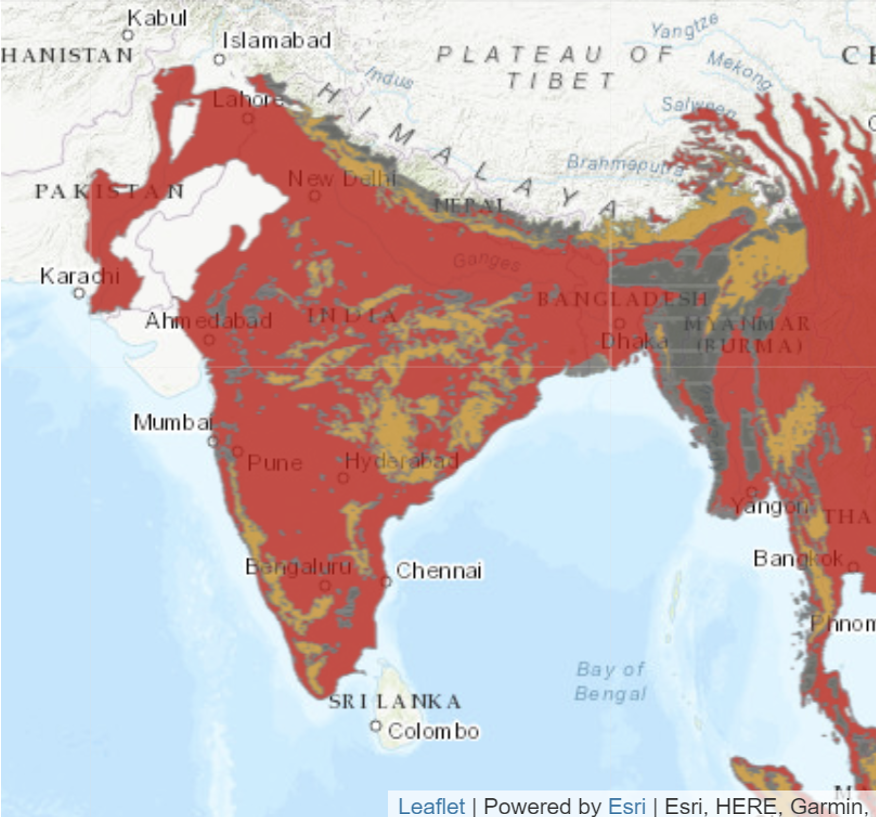 Kabul
Islamabad
HANISTAN
PLATEAU OF
TIBET
Yangtze
Mekong
Salween
Indus
Lahore
HIMALAYA
Brahmaputra
PAKISTAN
New Delhi
NEPAL
Ganges
Karachi
BANGLADESH
Ahmedabad
INDIA
Dhaka
MYANMAR
(BURMA)
Mumbai
Pune
Hyderabad
Yangon
THA
Bengaluru
Chennai
Bangkok
Phnom
Bay of
Bengal
SRI LANKA
Colombo
Leaflet | Powered by Esri | Esri, HERE, Garmin,